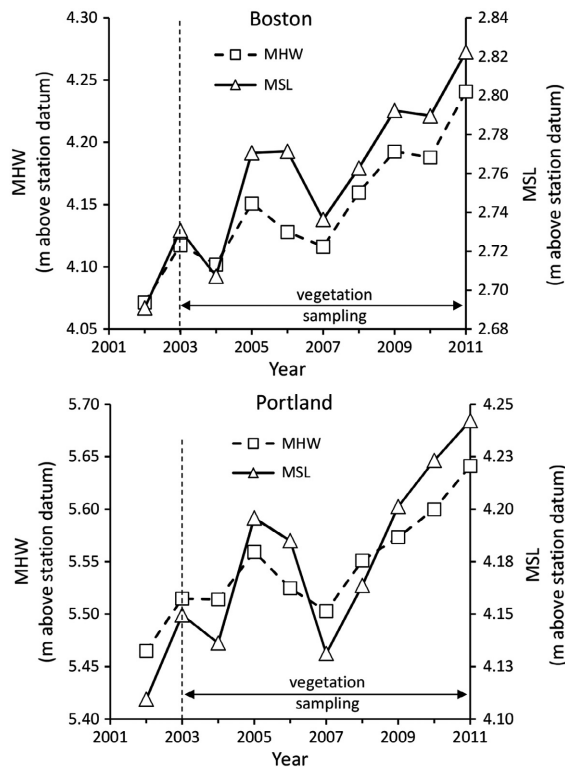 Boston
4.30
4.25
4.20
4.15
4.10
4.05
MHW
(m above station datum)
MHW
MSL
2.84
2.82
2.80
2.78
2.76
2.74
2.72
2.70
2.68
MSL
(m above station datum)
vegetation
sampling
2001 2003 2005 2007 2009 2011
Year
Portland
5.70
5.65
5.60
5.55
5.50
5.45
5.40
MHW
(m above station datum)
MHW
MSL
4.25
4.23
4.20
4.18
4.15
4.13
4.10
MSL
(m above station datum)
vegetation
sampling
2001 2003 2005 2007 2009 2011
Year